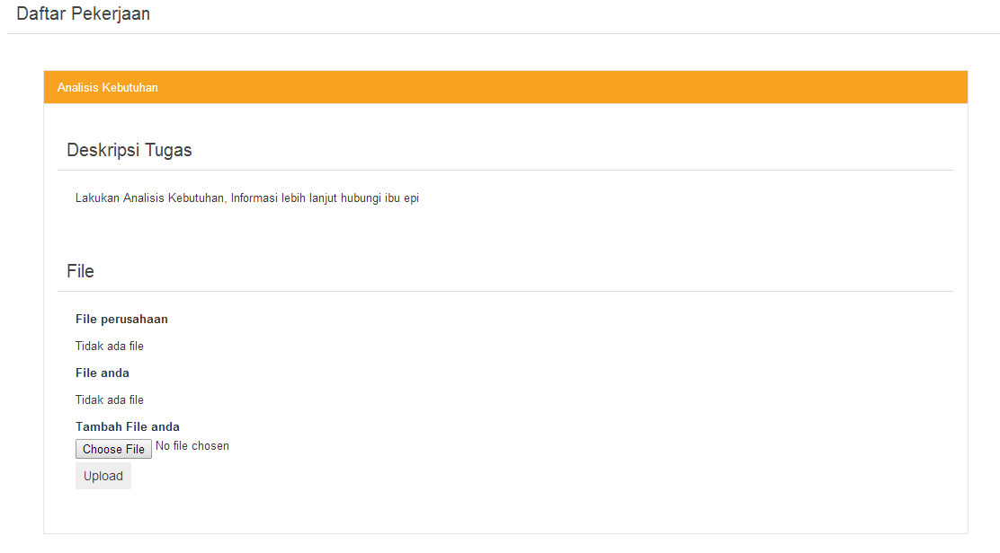 Daftar Pekerjaan
Analisis Kebutuhan
Deskripsi Tugas
Lakukan Analisis Kebutuhan, Informasi lebih lanjut hubungi ibu epi
File
File perusahaan
Tidak ada file
File anda
Tidak ada file
Tambah File anda
Choose File No file chosen
Upload